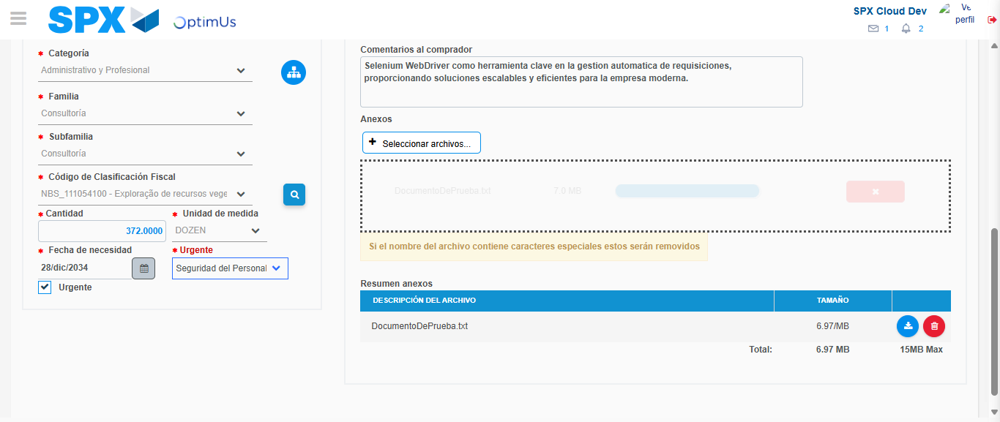 SPX
OptimUs
SPX Cloud Dev
1
2
Ve
perfil
* Categoría
Administrativo y Profesional
* Familia
Consultoría
* Subfamilia
Consultoría
* Código de Clasificación Fiscal
NBS_111054100 - Exploração de recursos vege
* Cantidad
* Unidad de medida
372.0000
DOZEN
* Fecha de necesidad
* Urgente
28/dic/2034
Seguridad del Personal
Urgente
Comentarios al comprador
Selenium WebDriver como herramienta clave en la gestion automatica de requisiciones,
proporcionando soluciones escalables y eficientes para la empresa moderna.
Anexos
+ Seleccionar archivos...
DocumentoDePrueba.txt 7.0 MB
Si el nombre del archivo contiene caracteres especiales estos serán removidos
Resumen anexos
DESCRIPCIÓN DEL ARCHIVO TAMAÑO
DocumentoDePrueba.txt 6.97/MB
Total: 6.97 MB 15MB Max